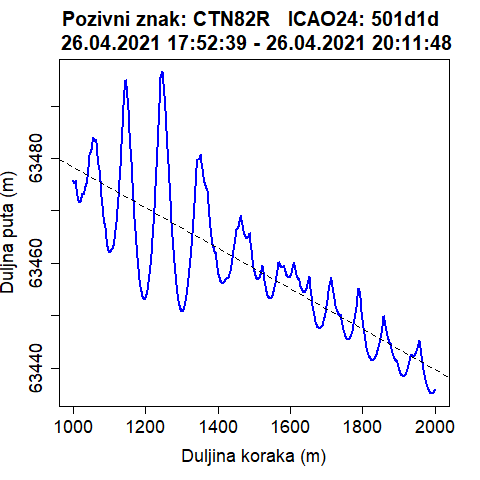 Pozivni znak: CTN82R   ICAO24: 501d1d
26.04.2021 17:52:39 - 26.04.2021 20:11:48
Duljna puta (m)
63480
63460
63440
1000 1200 1400 1600 1800 2000
Duljina koraka (m)